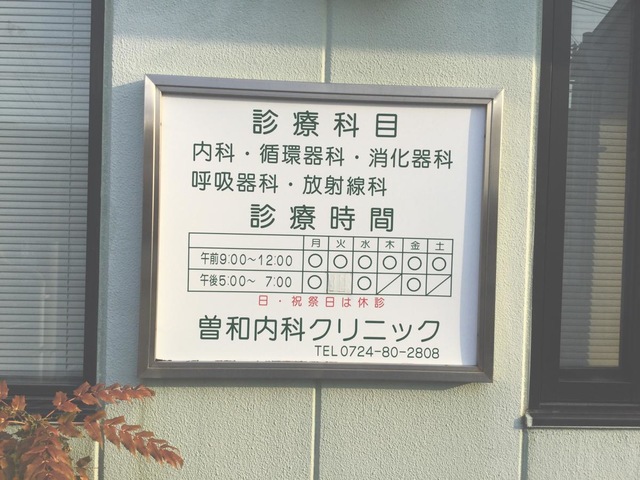 診療科目
内科・循環器科・消化器科
呼吸器科・放射線科
診療時間
月 火 水 木 金 土
午前9:00～12:00 ○ ○ ○ ○ ○ ○
午後5:00～ 7:00 ○ ○ ／ ○ ／
日・祝祭日は休診
曽和内科クリニック
TEL0724-80-2808